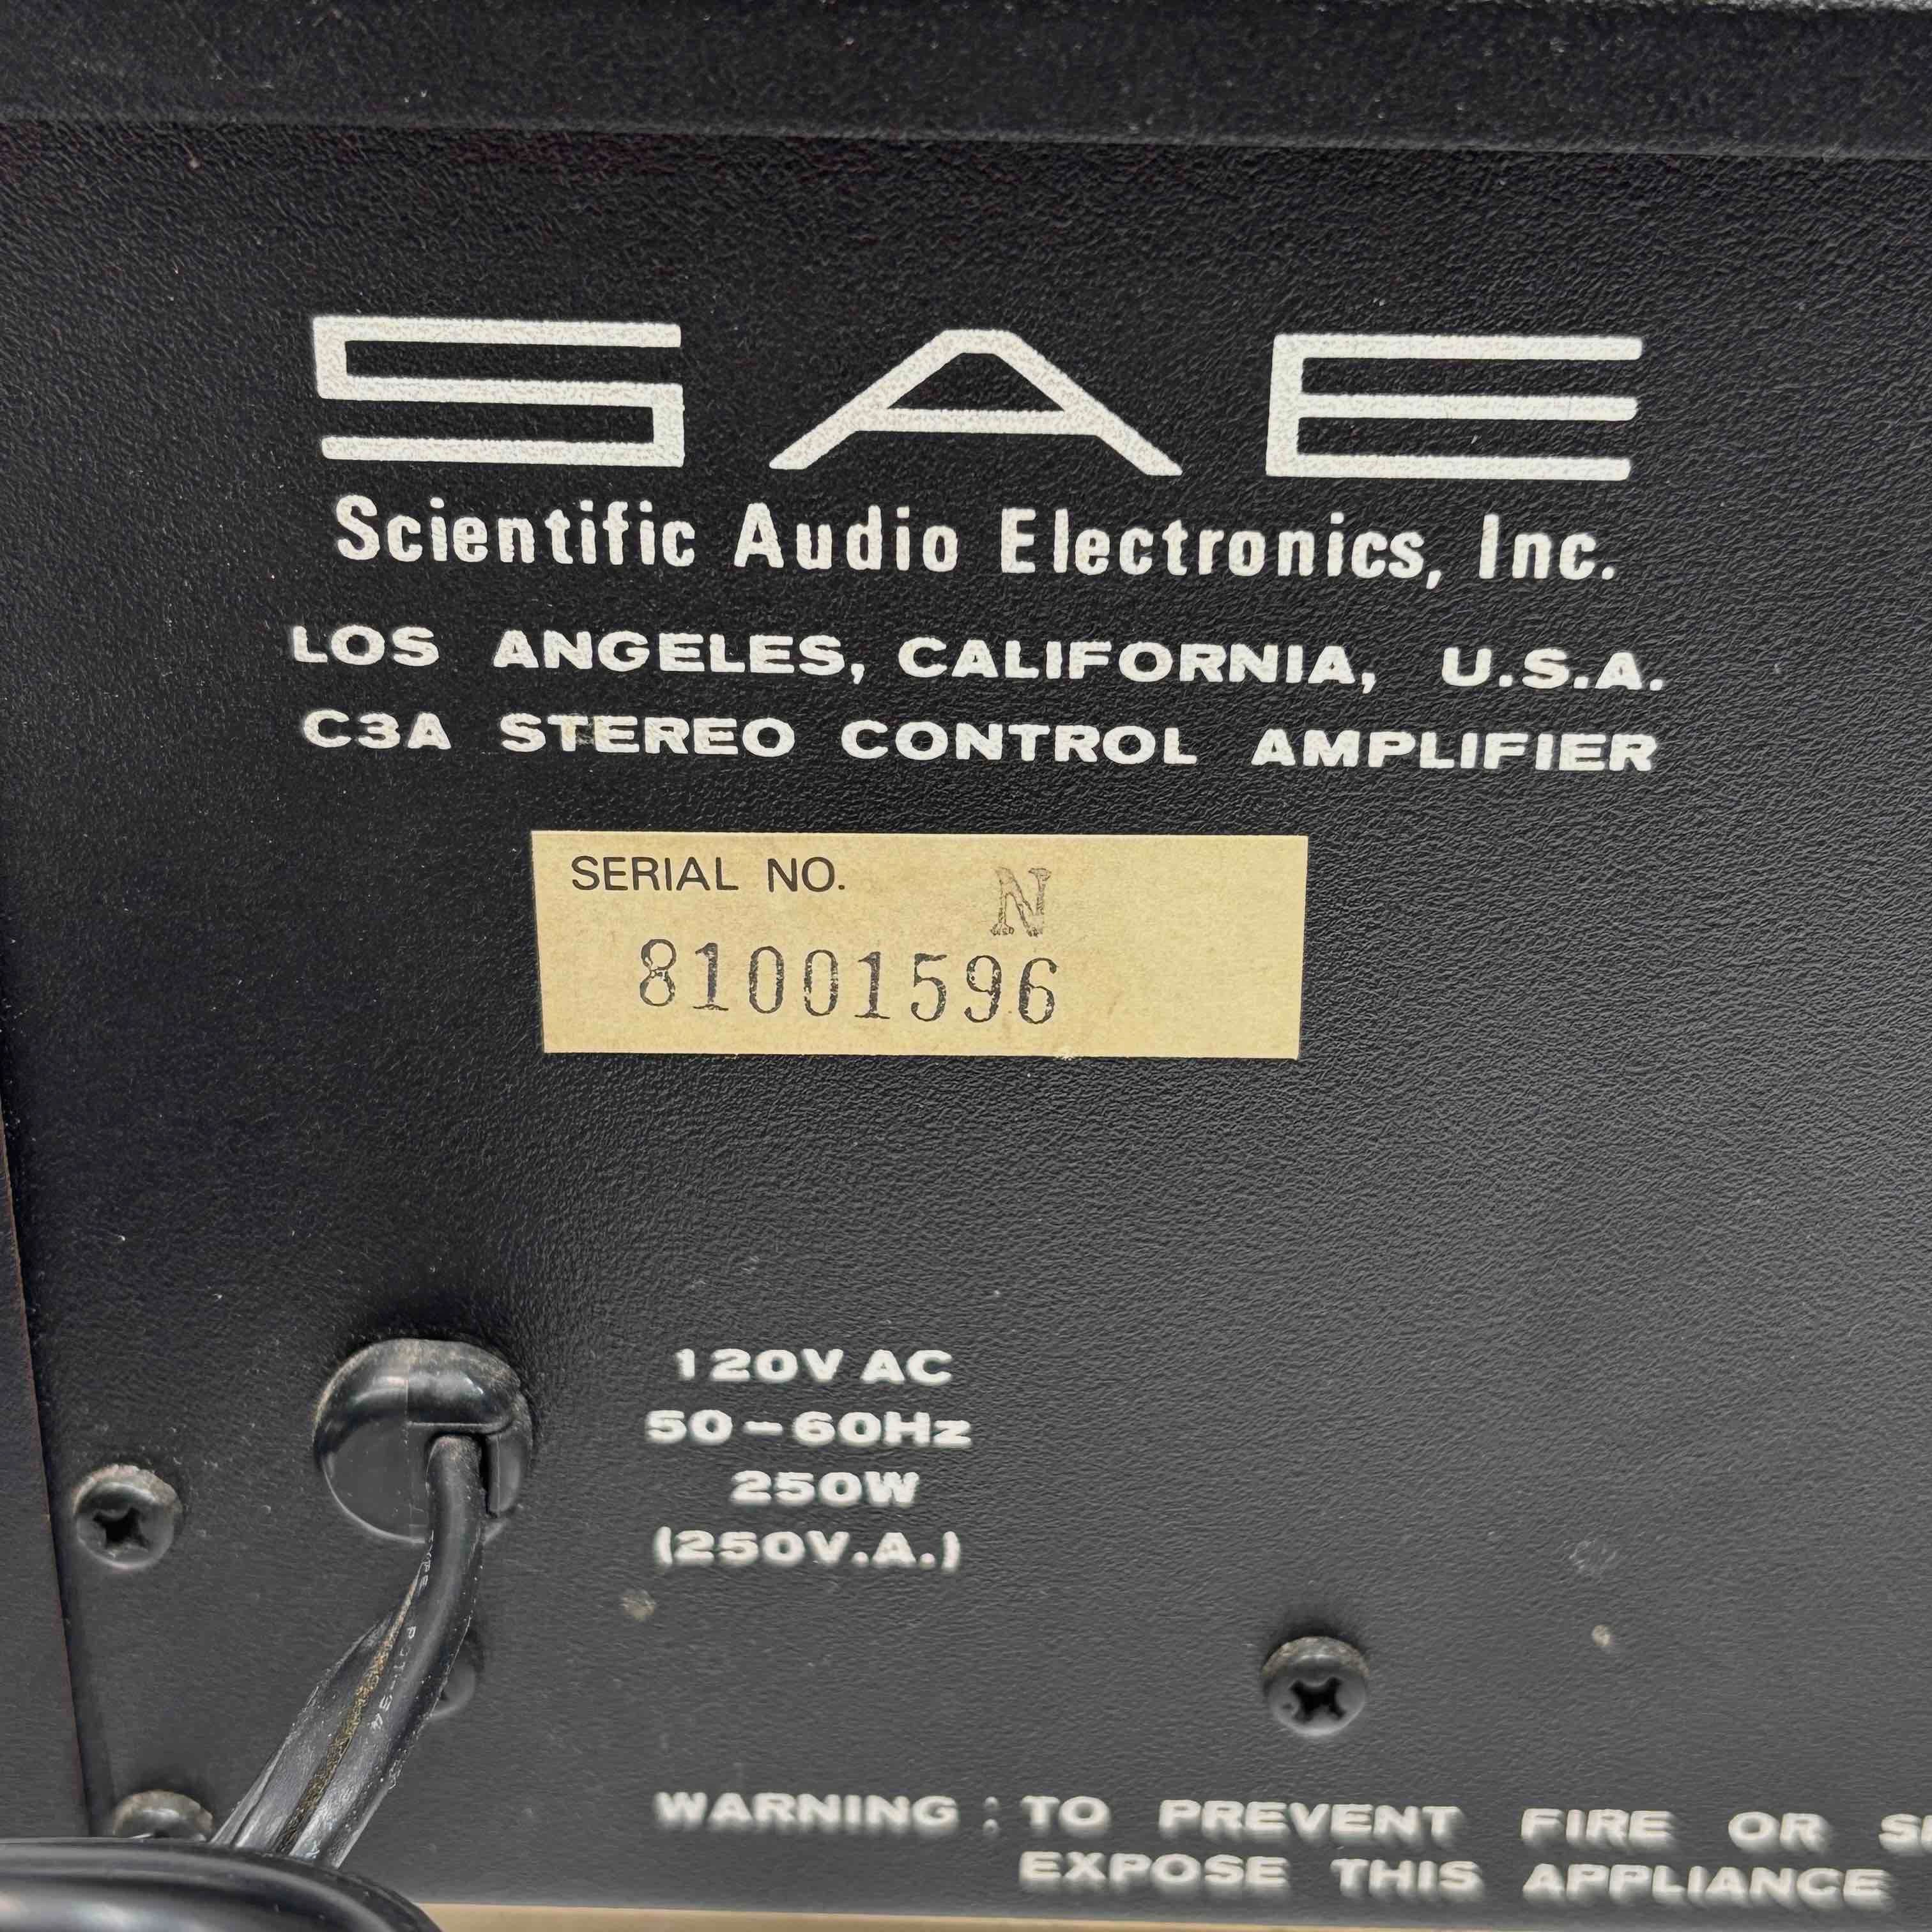 SAE
Scientific Audio Electronics, Inc.
LOS ANGELES, CALIFORNIA, U.S.A.
C3A STEREO CONTROL AMPLIFIER
SERIAL NO.
N
81001596
120V AC
50-60Hz
250W
(250V.A.)
WARNING : TO PREVENT FIRE OR
EXPOSE THIS APPLIANCE